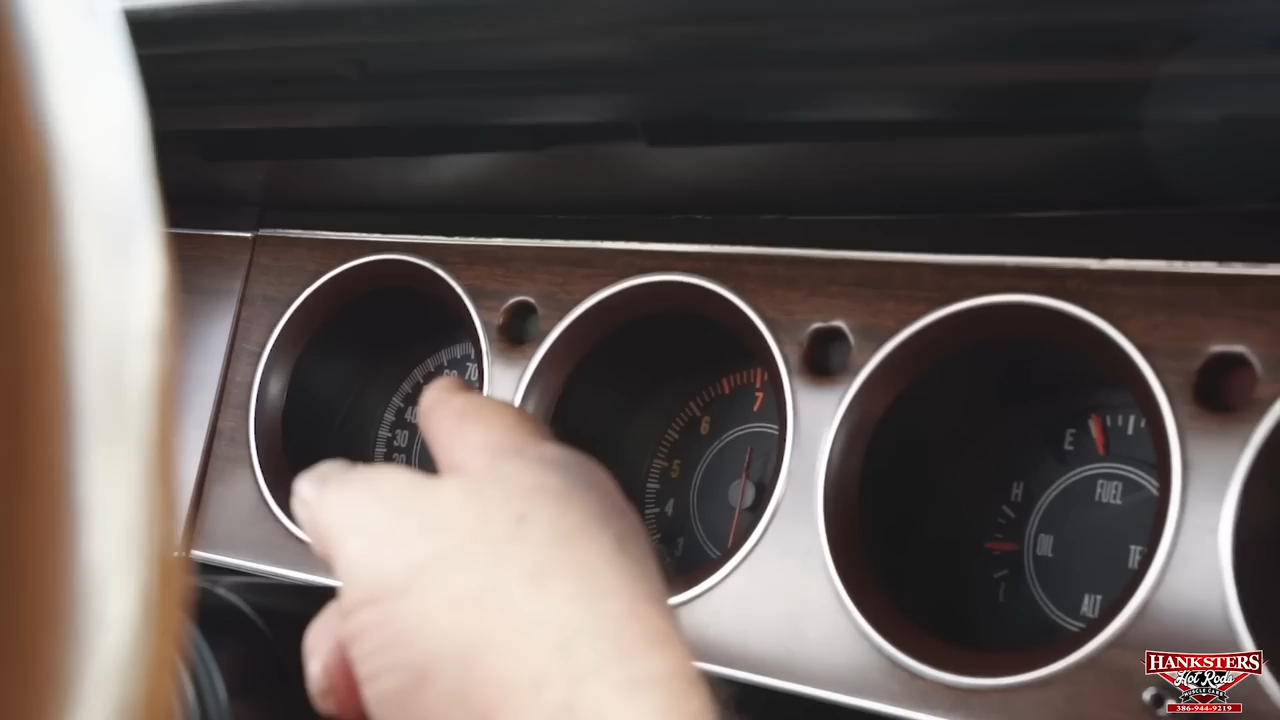 70
60
40
30
20
7
6
5
4
3
E
FUEL
H
OIL
ALT
HANKSTERS
Hot Rods
MUSCLE CARS
386-944-9219